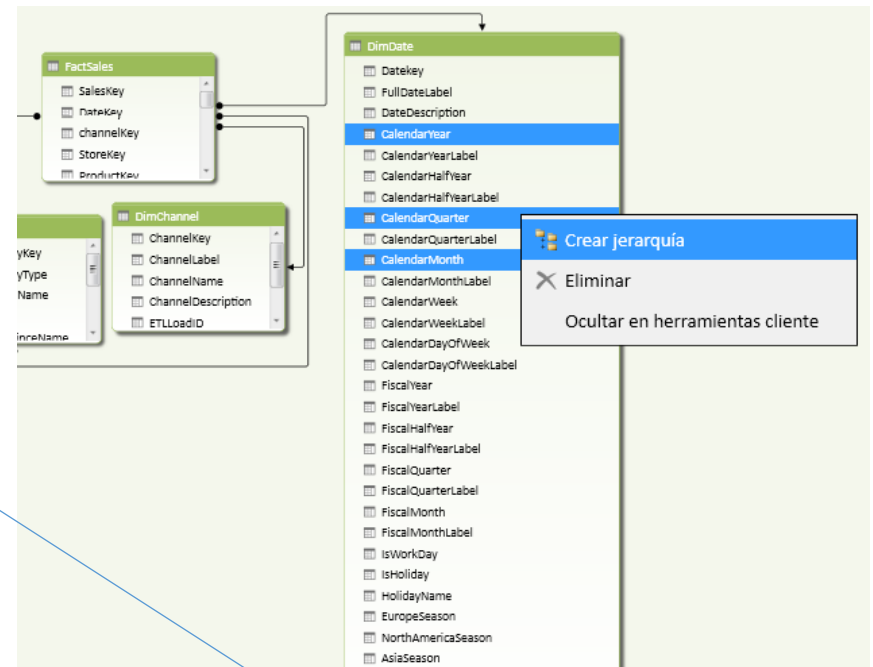 FactSales
SalesKey
DateKey
channelKey
StoreKey
ProductKey
DimChannel
ChannelKey
ChannelLabel
ChannelName
ChannelDescription
ETLLoadID
yKey
yType
Name
inceName
DimDate
Datekey
FullDateLabel
DateDescription
CalendarYear
CalendarYearLabel
CalendarHalfYear
CalendarHalfYearLabel
CalendarQuarter
CalendarQuarterLabel
CalendarMonth
CalendarMonthLabel
CalendarWeek
CalendarWeekLabel
CalendarDayOfWeek
CalendarDayOfWeekLabel
FiscalYear
FiscalYearLabel
FiscalHalfYear
FiscalHalfYearLabel
FiscalQuarter
FiscalQuarterLabel
FiscalMonth
FiscalMonthLabel
IsWorkDay
IsHoliday
HolidayName
EuropeSeason
NorthAmericaSeason
AsiaSeason
Crear jerarquía
Eliminar
Ocultar en herramientas cliente